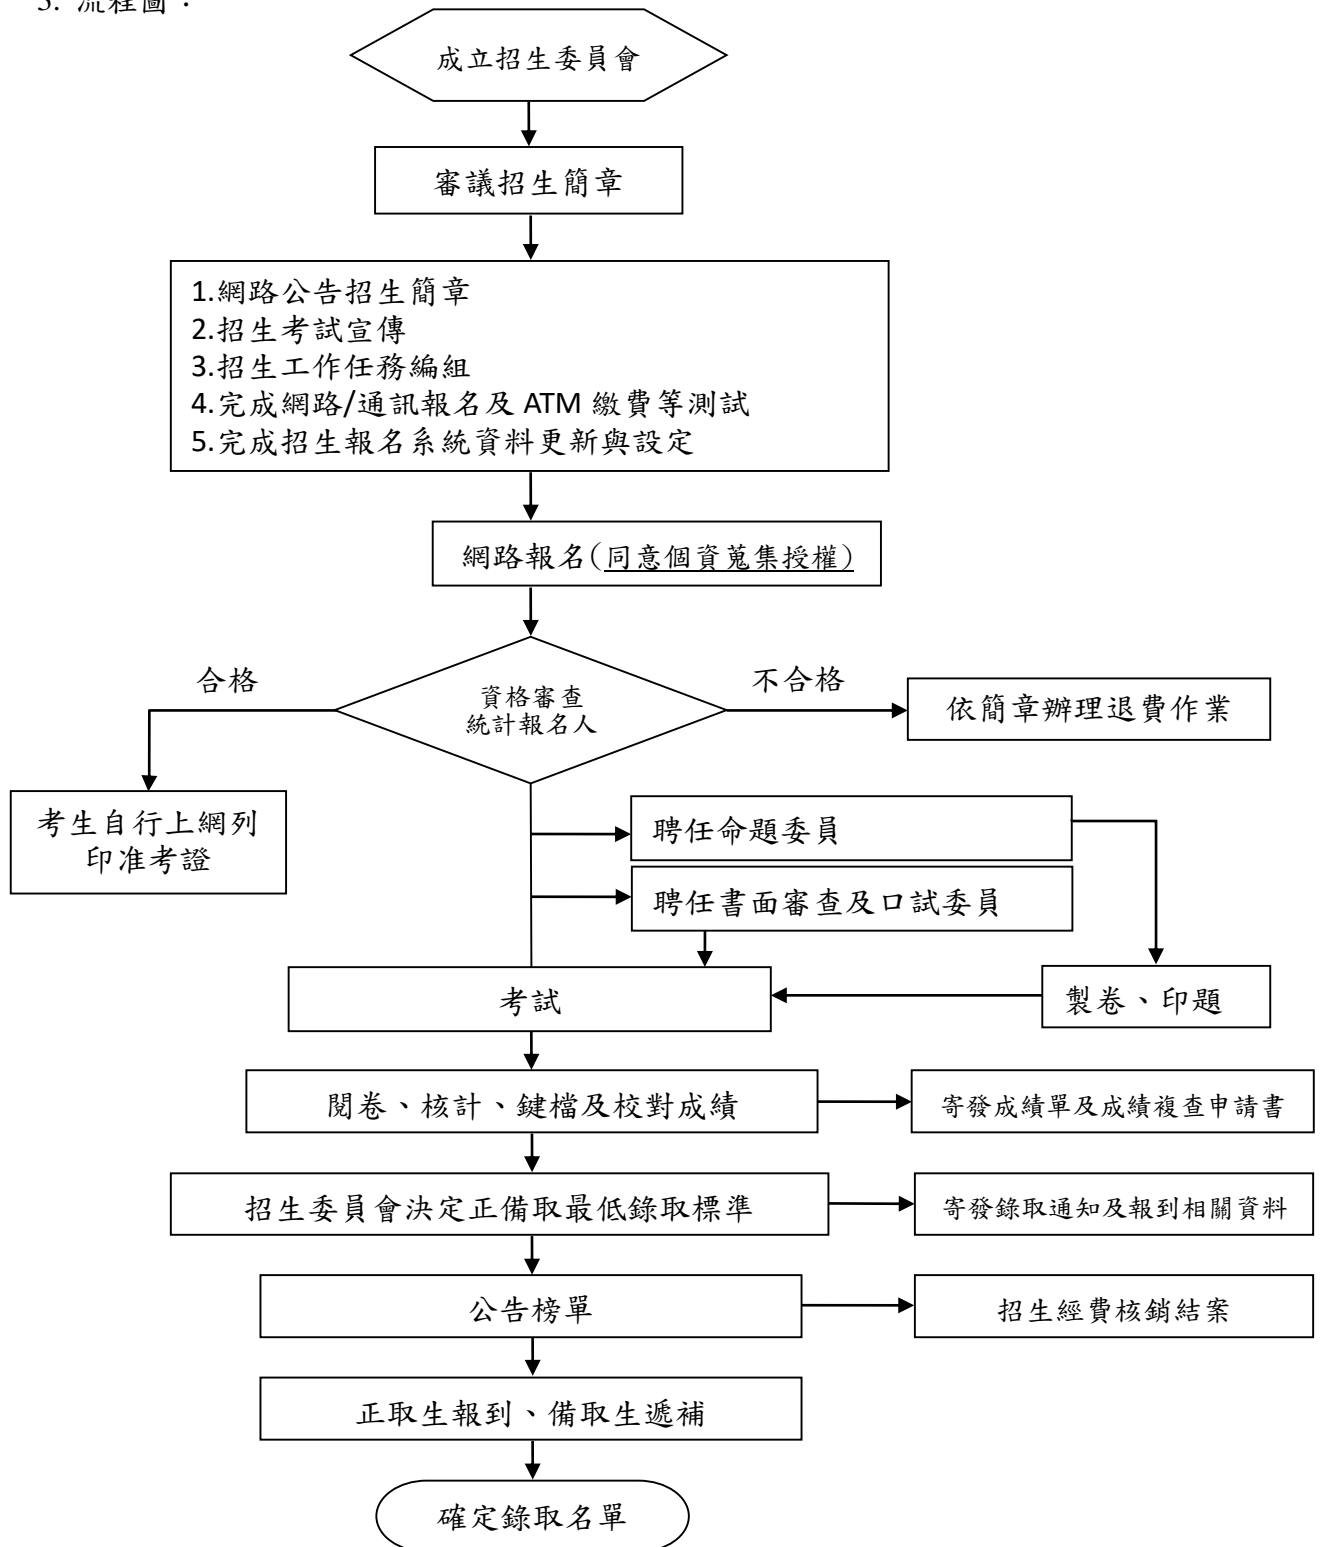 3. 流程圖：
成立招生委員會
審議招生簡章
1.網路公告招生簡章
2.招生考試宣傳
3.招生工作任務編組
4.完成網路/通訊報名及 ATM 繳費等測試
5.完成招生報名系統資料更新與設定
網路報名(同意個資蒐集授權)
合格
資格審查
統計報名人
不合格
依簡章辦理退費作業
考生自行上網列
印准考證
聘任命題委員
聘任書面審查及口試委員
考試
製卷、印題
閱卷、核計、鍵檔及校對成績
寄發成績單及成績複查申請書
招生委員會決定正備取最低錄取標準
寄發錄取通知及報到相關資料
公告榜單
招生經費核銷結案
正取生報到、備取生遞補
確定錄取名單